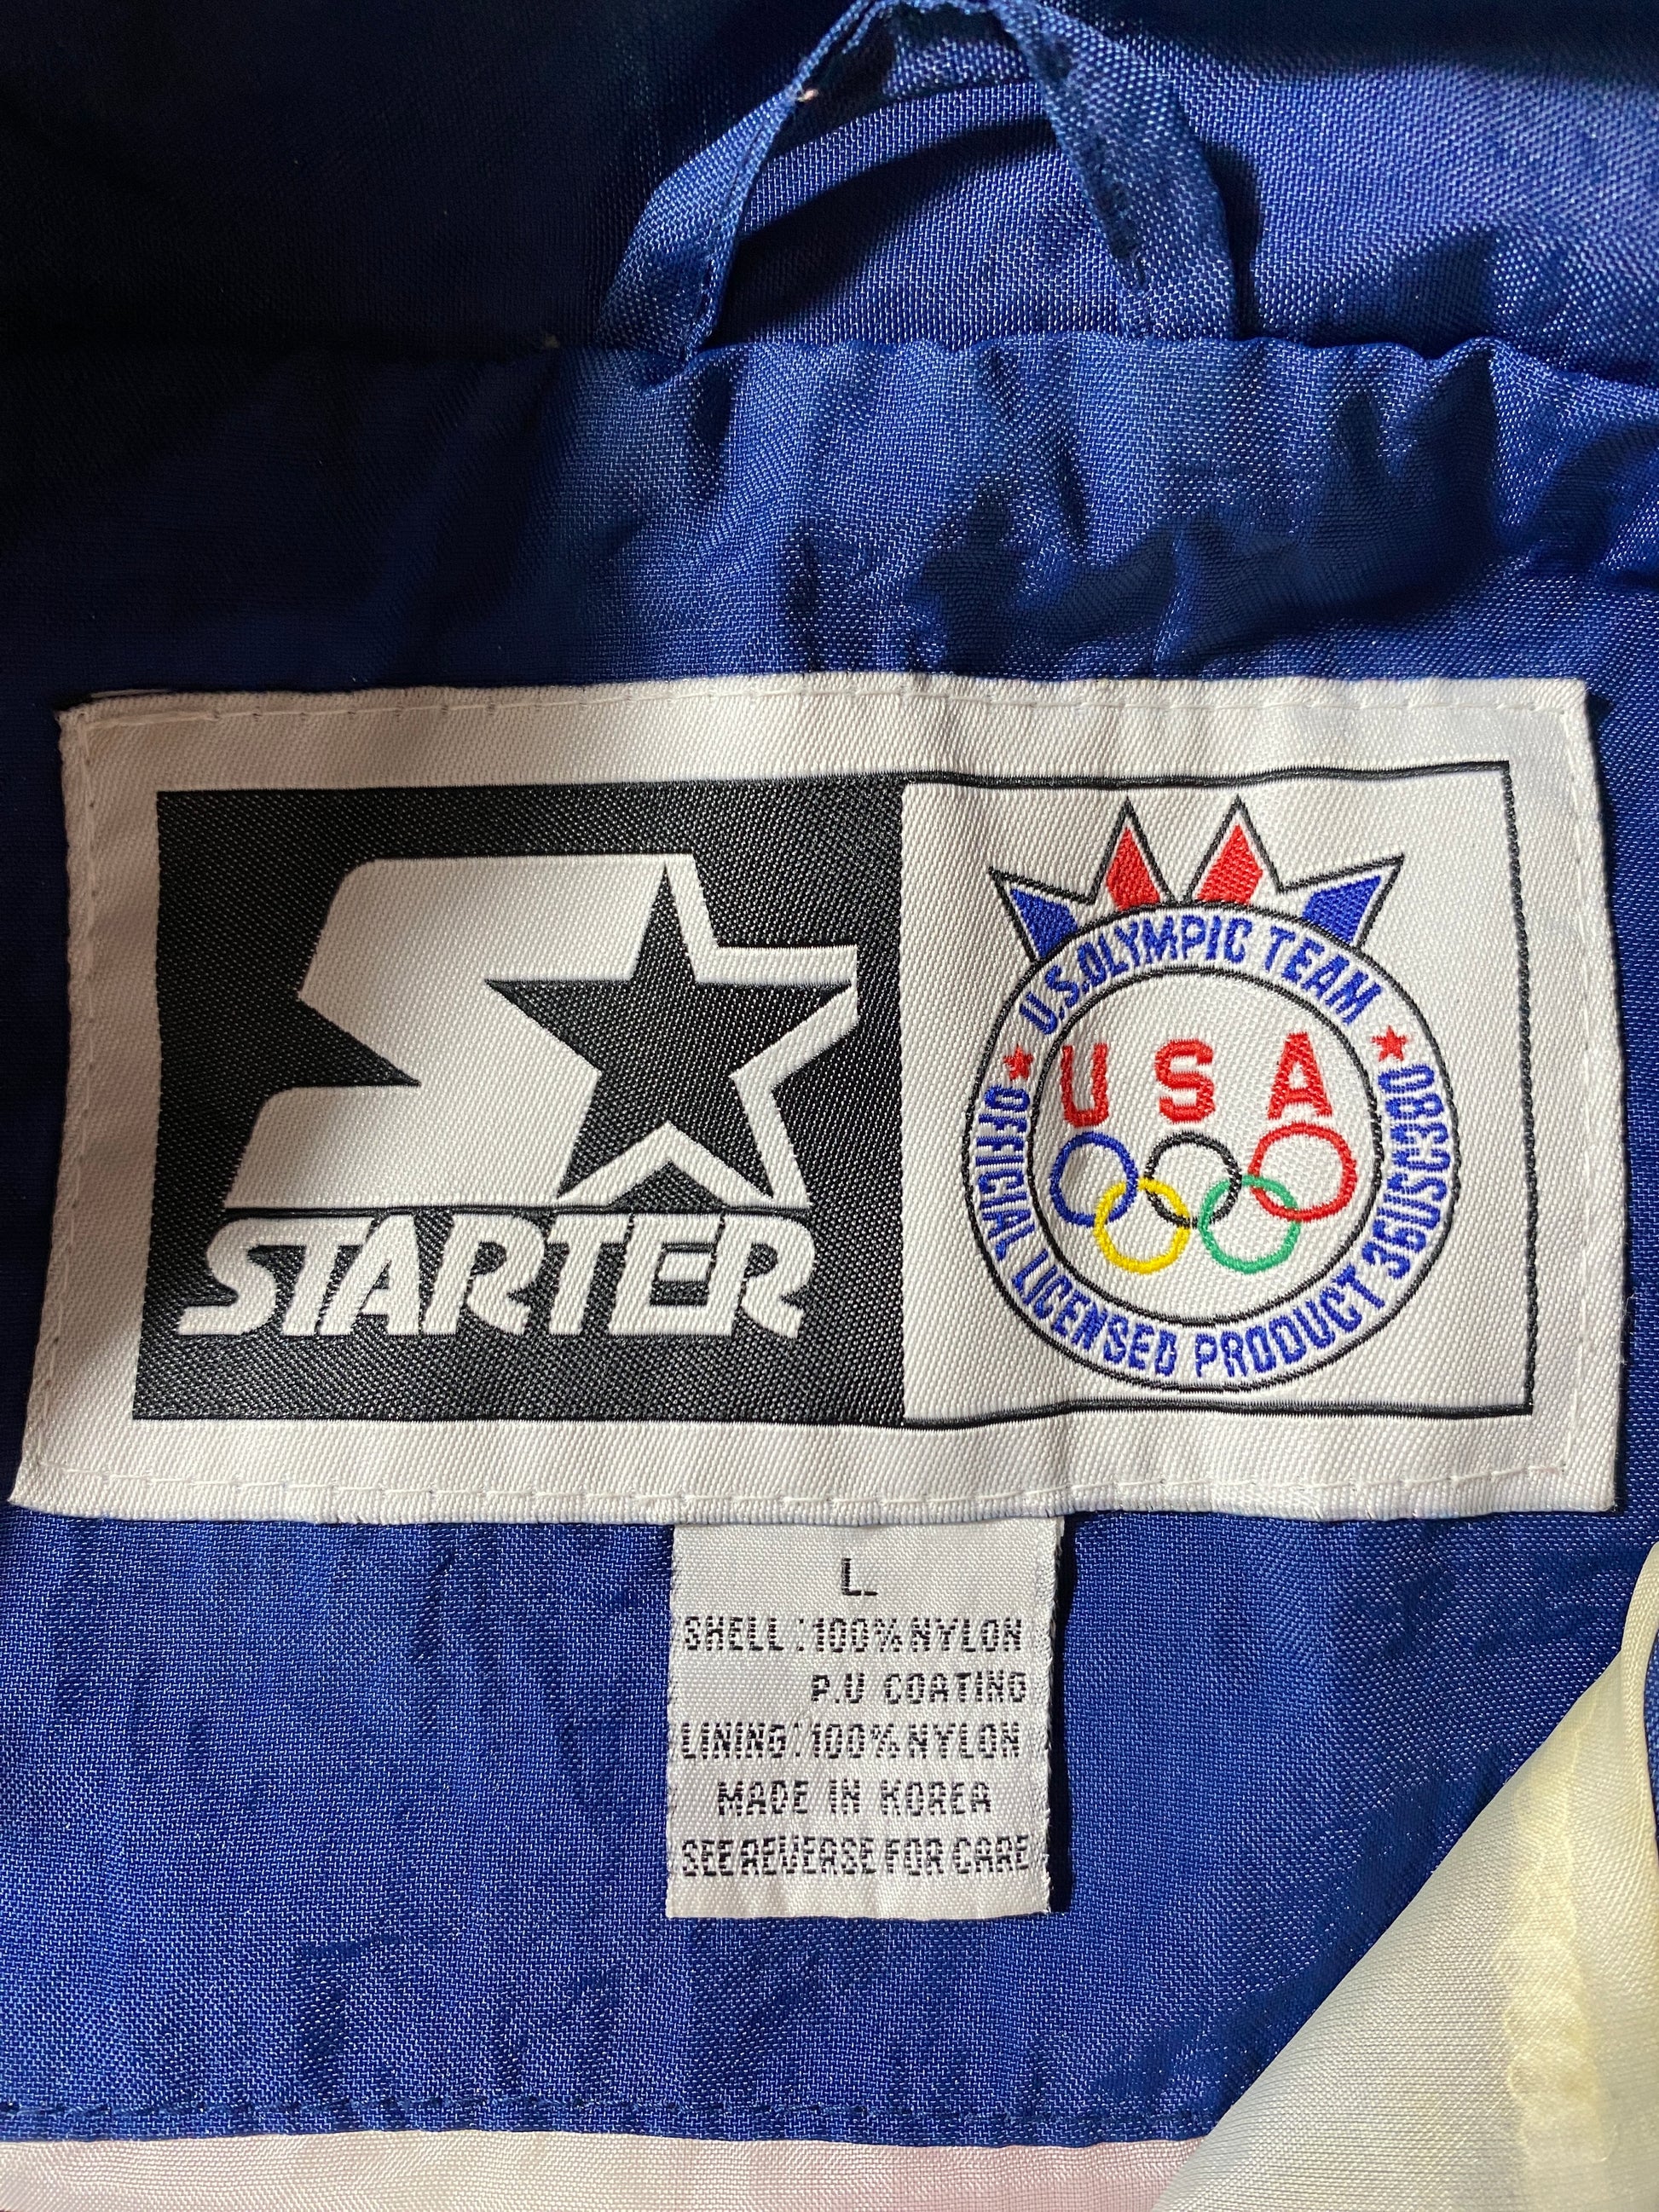 STARTER
U.S. OLYMPIC TEAM
USA
OFFICIAL LICENSED PRODUCT 36USC380
L
SHELL:100%NYLON
P.U COATING
LINING:100%NYLON
MADE IN KOREA
SEE REVERSE FOR CARE